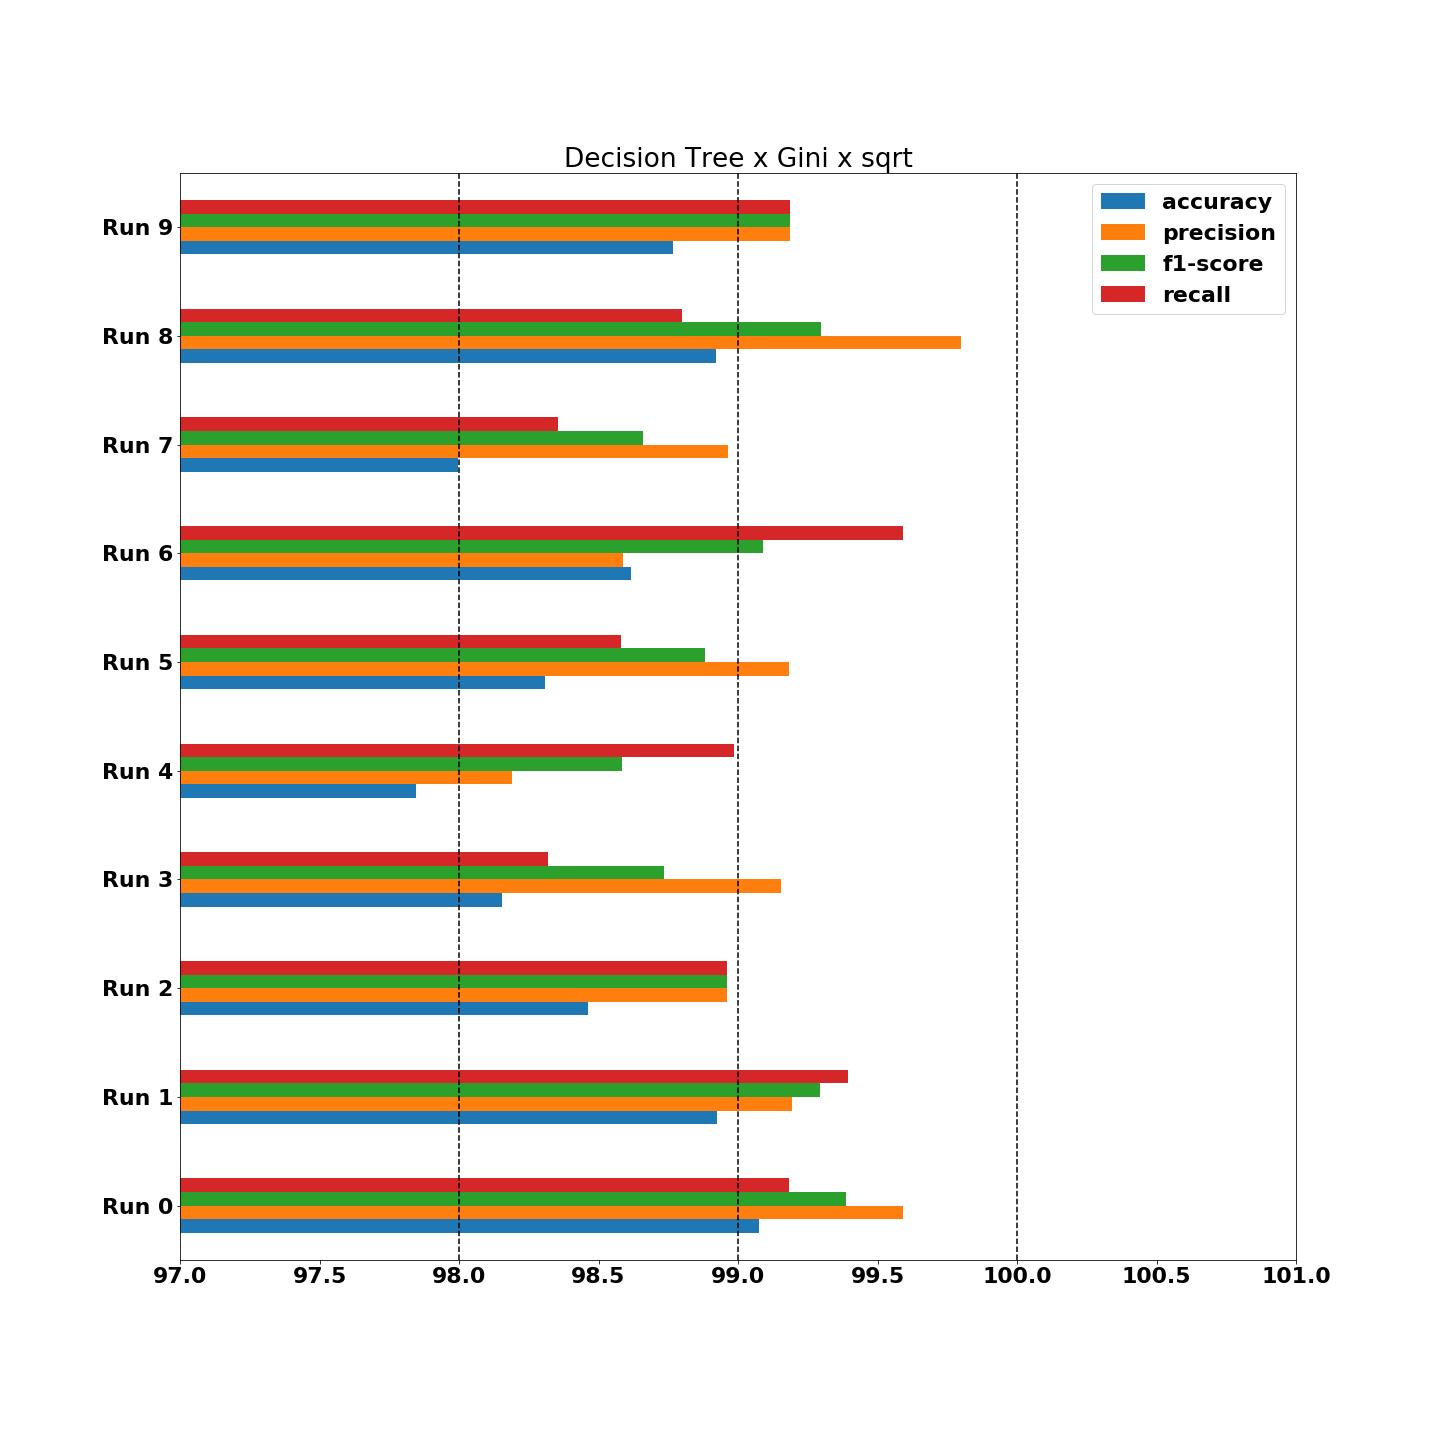 Decision Tree x Gini x sqrt
accuracy
precision
f1-score
recall
Run 9
Run 8
Run 7
Run 6
Run 5
Run 4
Run 3
Run 2
Run 1
Run 0
97.0 97.5 98.0 98.5 99.0 99.5 100.0 100.5 101.0